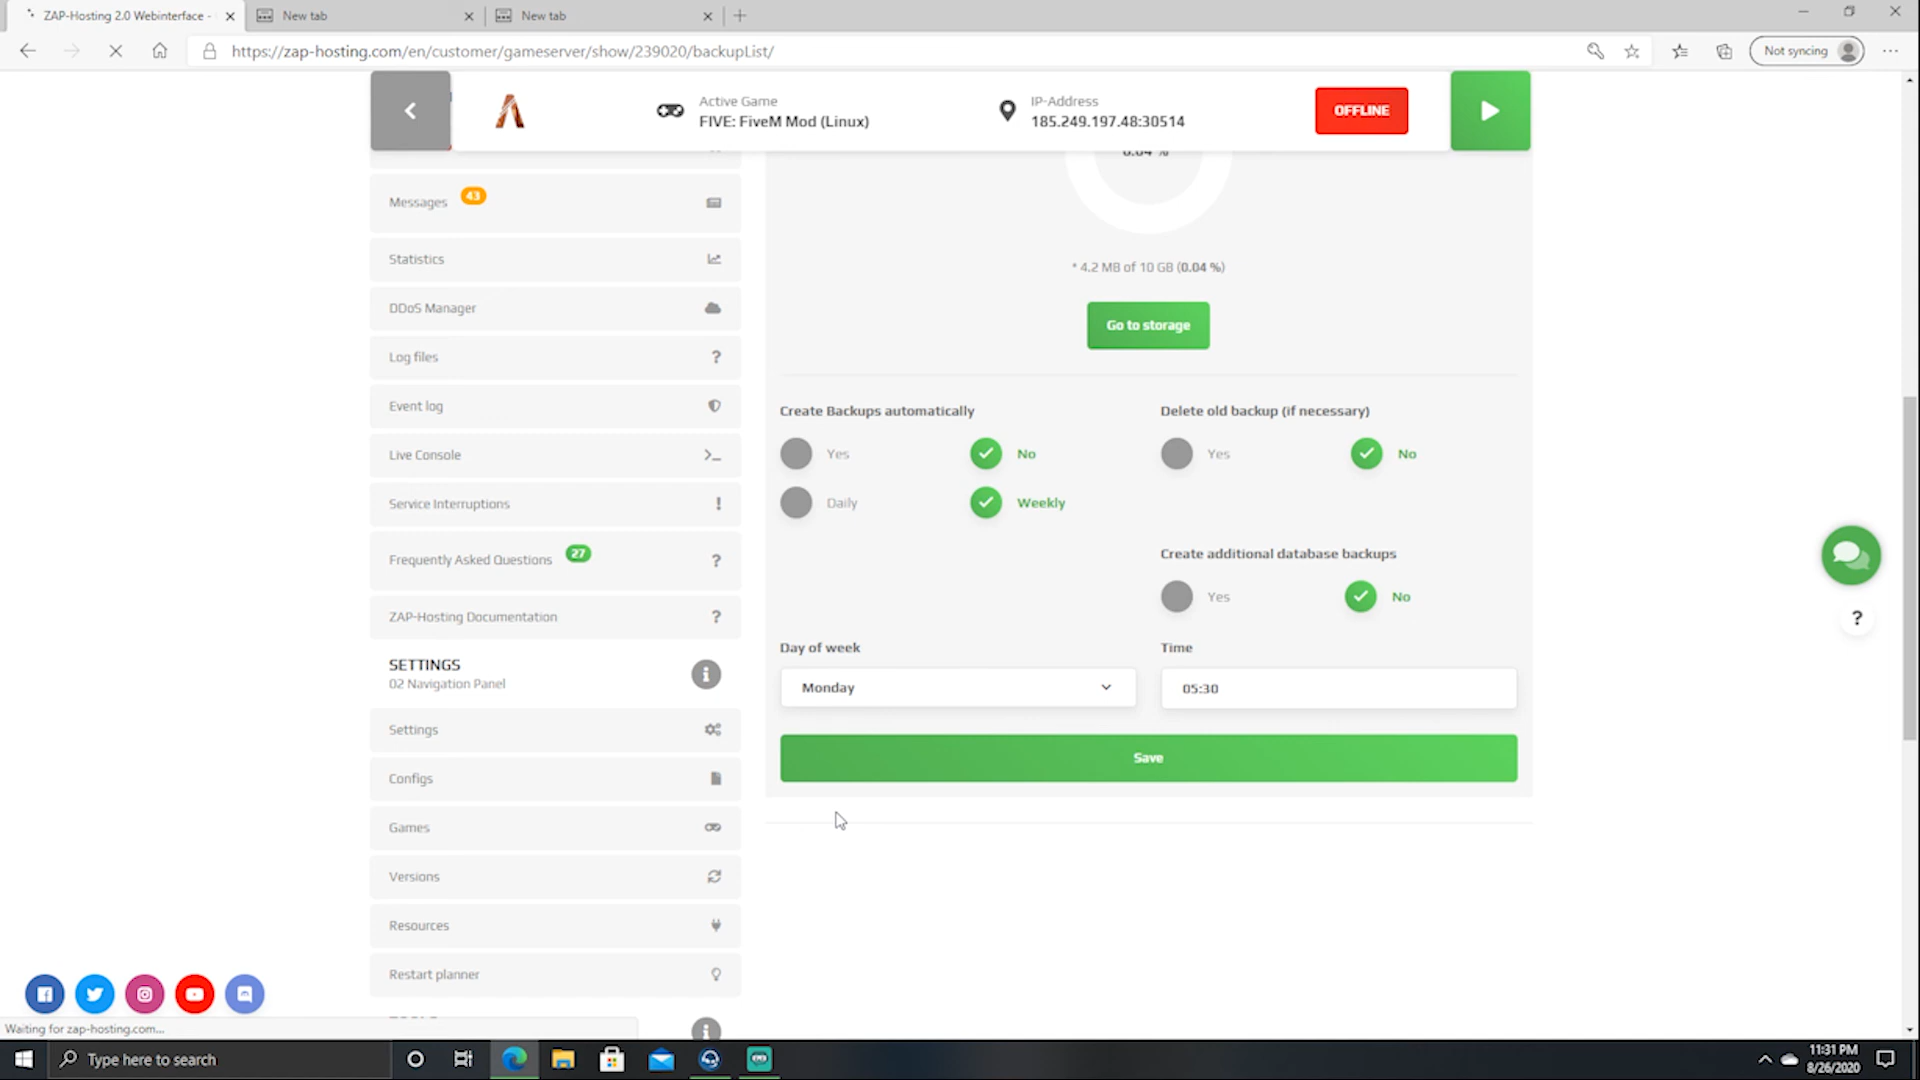 ZAP-Hosting 2.0 Webinterface -
New tab
New tab
https://zap-hosting.com/en/customer/gameserver/show/239020/backupList/
Not syncing
Active Game
FIVE: FiveM Mod (Linux)
IP-Address
185.249.197.48:30514
OFFLINE
Messages 43
Statistics
DDoS Manager
Log files
Event log
Live Console
Service Interruptions
Frequently Asked Questions 27
ZAP-Hosting Documentation
SETTINGS
02 Navigation Panel
Settings
Configs
Games
Versions
Resources
Restart planner
0.04 %
* 4.2 MB of 10 GB (0.04 %)
Go to storage
Create Backups automatically
Yes
No
Daily
Weekly
Delete old backup (if necessary)
Yes
No
Create additional database backups
Yes
No
Day of week
Monday
Time
05:30
Save
Waiting for zap-hosting.com...
Type here to search
11:31 PM
8/26/2020